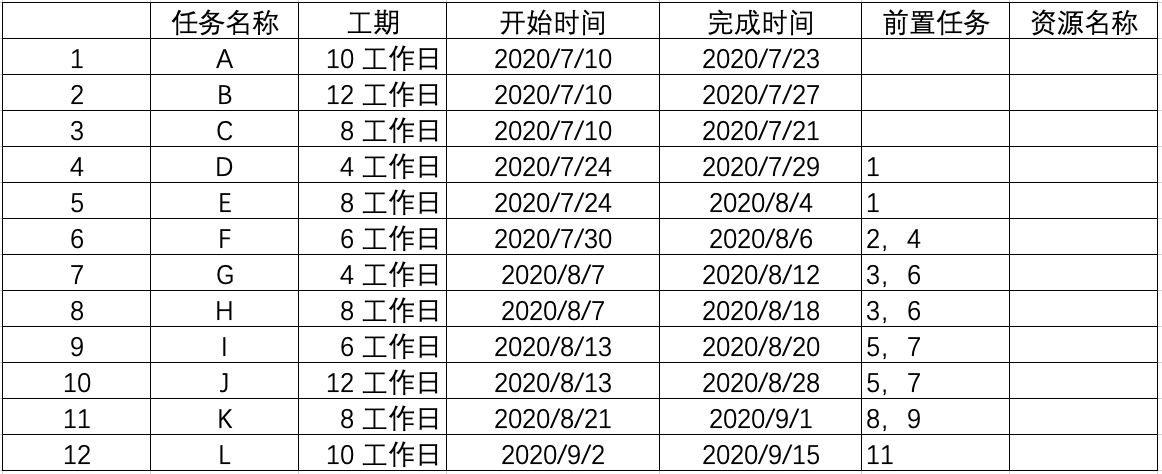 任务名称 工期 开始时间 完成时间 前置任务 资源名称
1 A 10 工作日 2020/7/10 2020/7/23
2 B 12 工作日 2020/7/10 2020/7/27
3 C 8 工作日 2020/7/10 2020/7/21
4 D 4 工作日 2020/7/24 2020/7/29 1
5 E 8 工作日 2020/7/24 2020/8/4 1
6 F 6 工作日 2020/7/30 2020/8/6 2，4
7 G 4 工作日 2020/8/7 2020/8/12 3，6
8 H 8 工作日 2020/8/7 2020/8/18 3，6
9 I 6 工作日 2020/8/13 2020/8/20 5，7
10 J 12 工作日 2020/8/13 2020/8/28 5，7
11 K 8 工作日 2020/8/21 2020/9/1 8，9
12 L 10 工作日 2020/9/2 2020/9/15 11